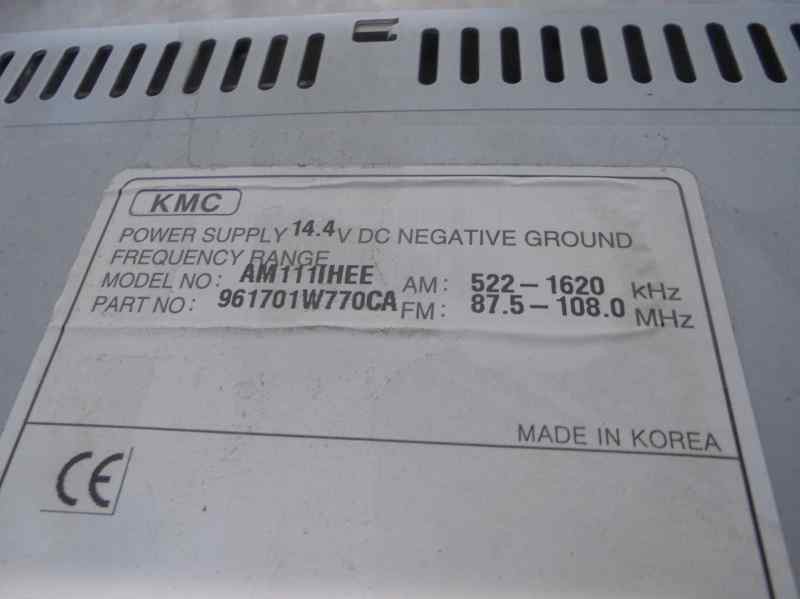 KMC
POWER SUPPLY 14.4 V DC NEGATIVE GROUND
FREQUENCY RANGE
MODEL NO: AM111IHEE AM: 522-1620 kHz
PART NO: 961701W770CA FM: 87.5-108.0 MHz
MADE IN KOREA
CE